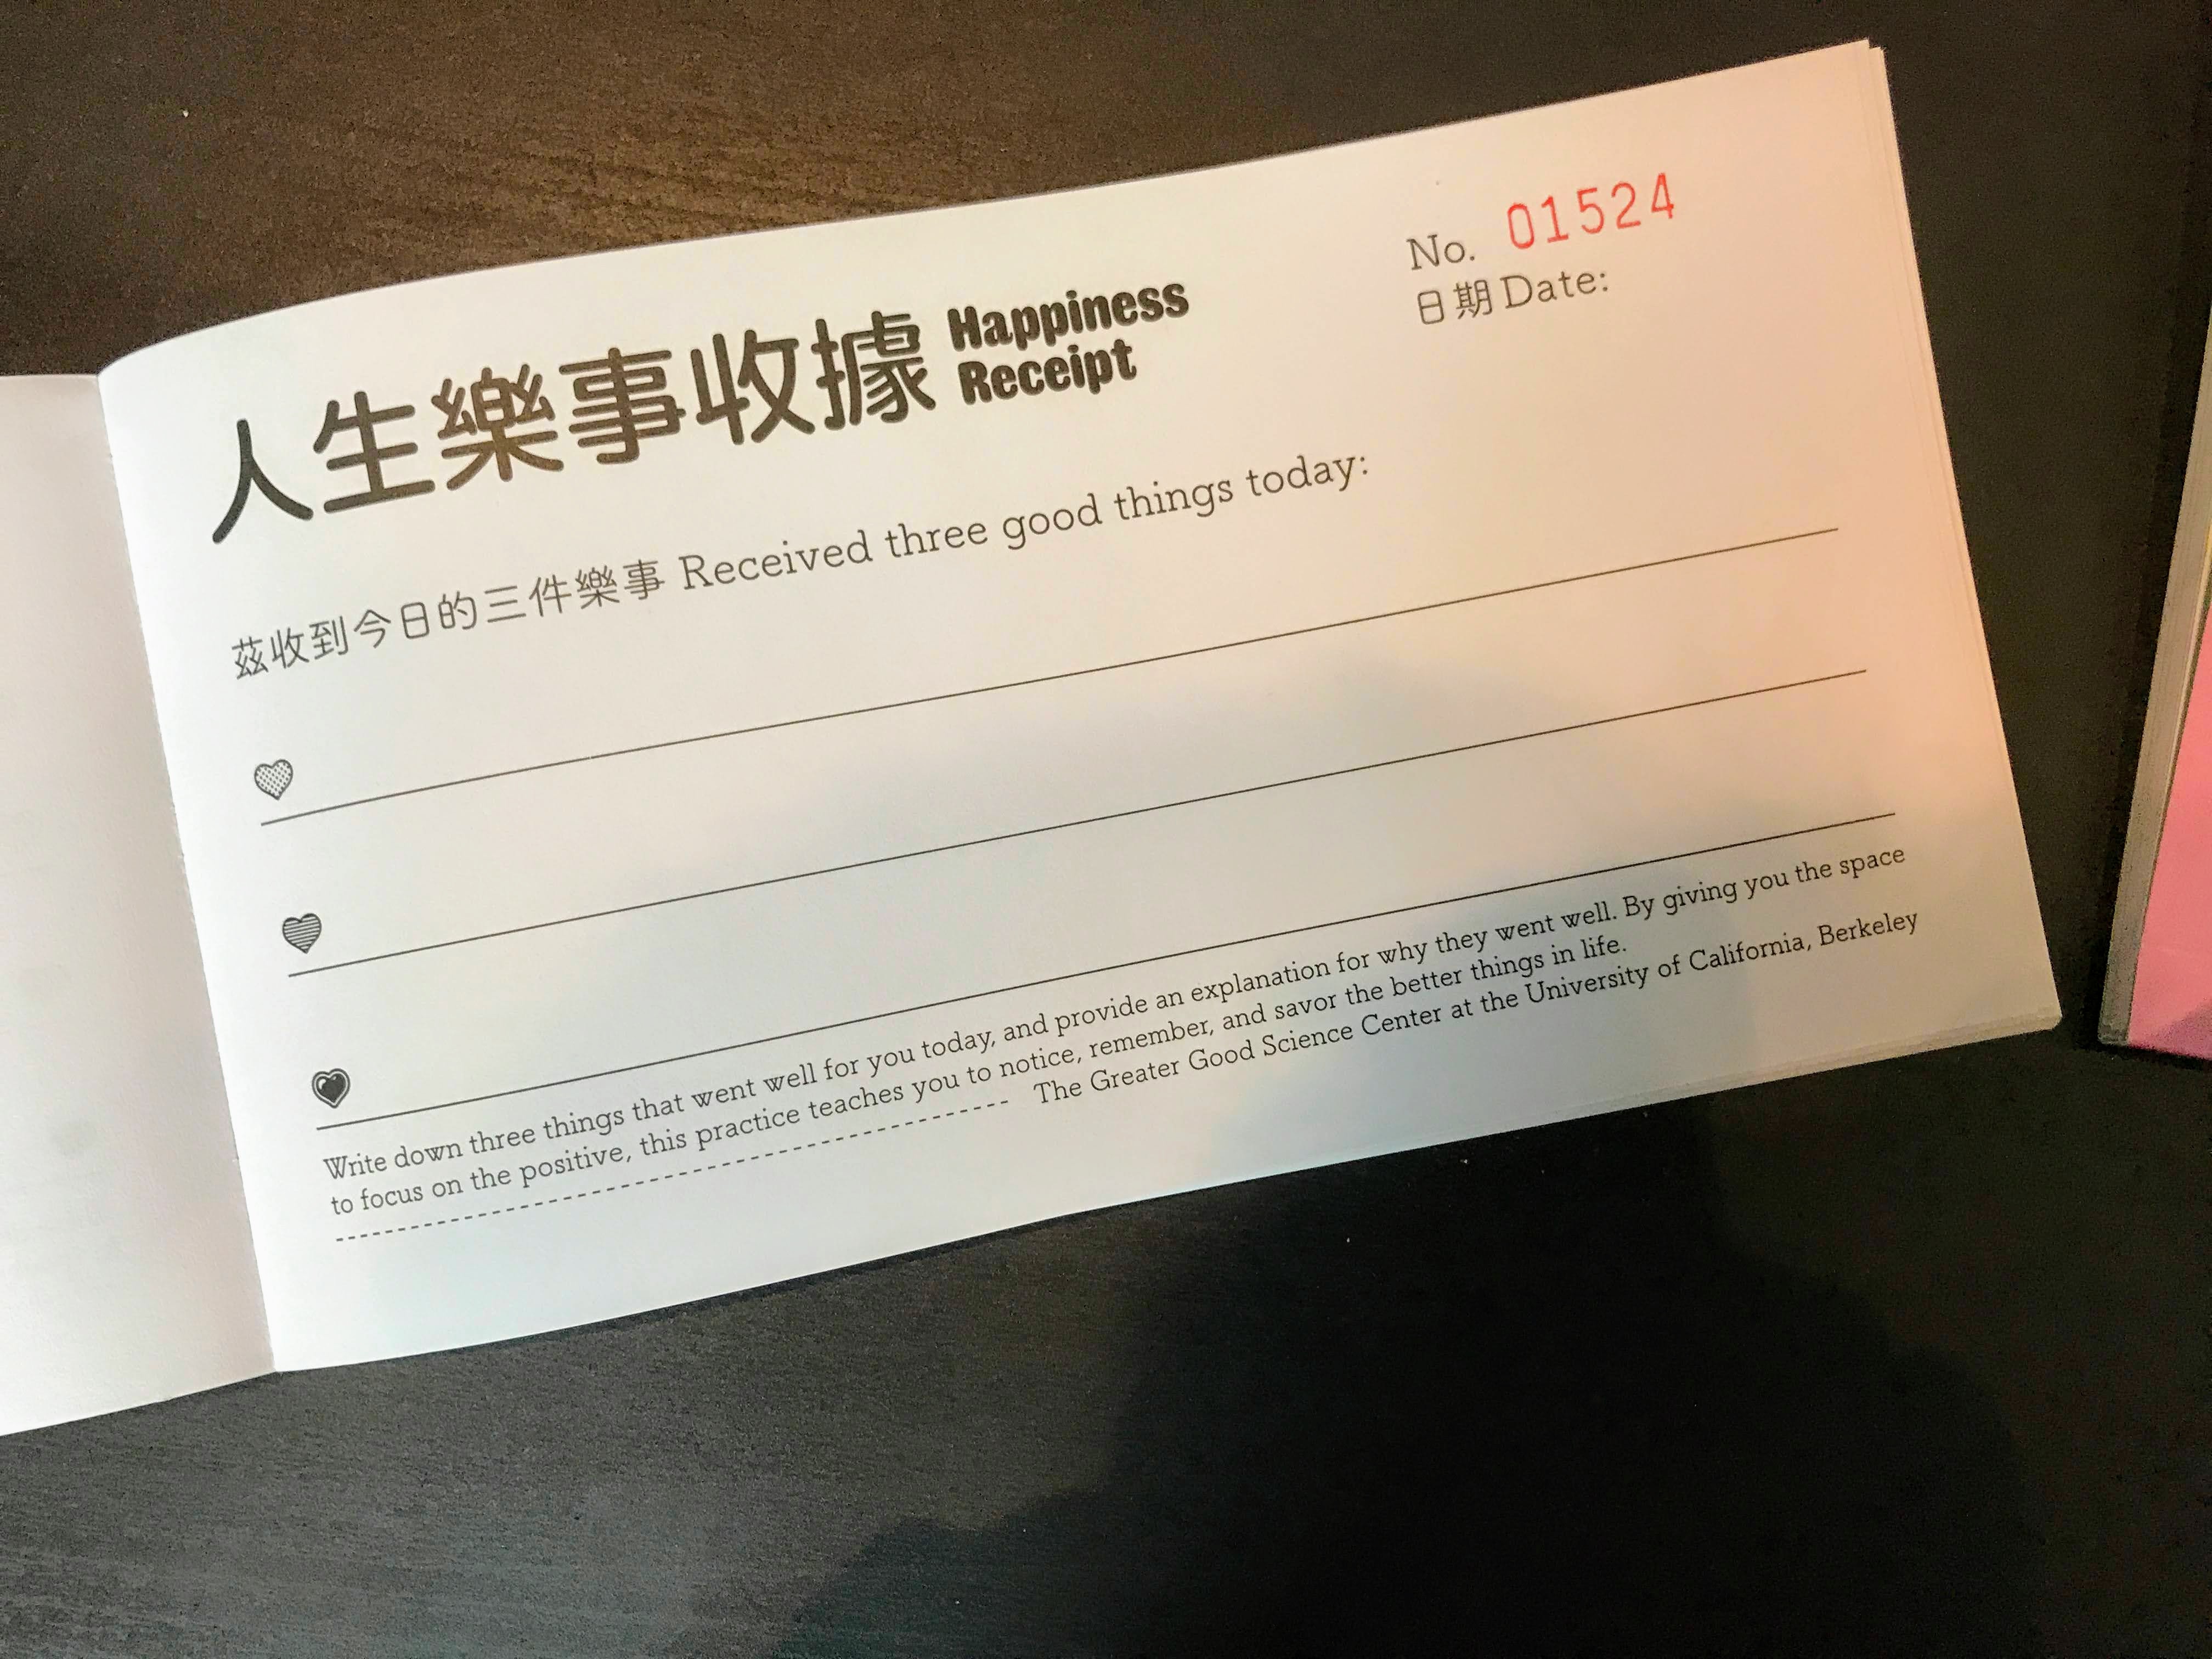 No. 01524
日期 Date:
人生樂事收據 Happiness
Receipt
茲收到今日的三件樂事 Received three good things today:
Write down three things that went well for you today, and provide an explanation for why they went well. By giving you the space
to focus on the positive, this practice teaches you to notice, remember, and savor the better things in life.
The Greater Good Science Center at the University of California, Berkeley